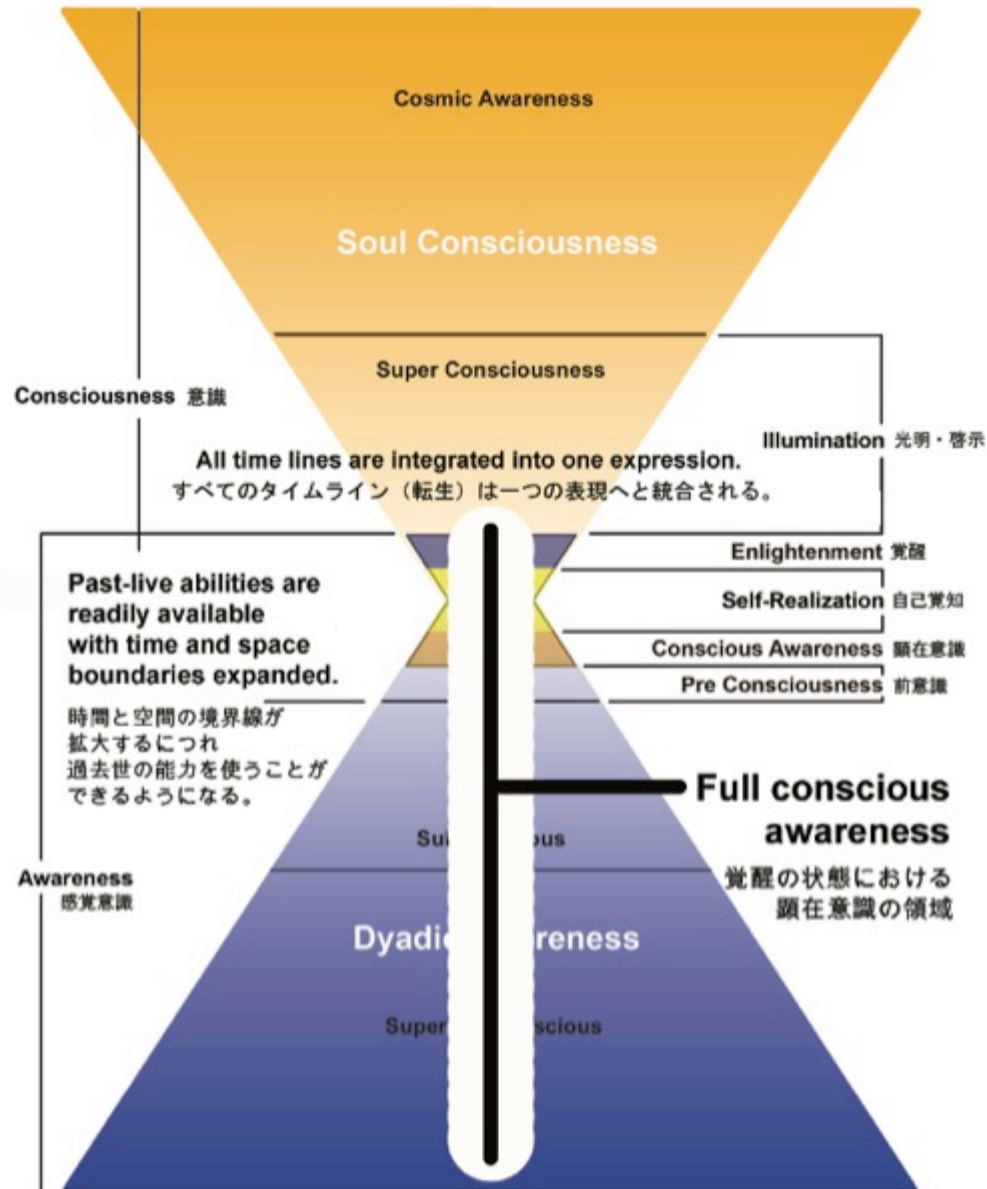 Cosmic Awareness
Soul Consciousness
Super Consciousness
Consciousness 意識
Illumination 光明・啓示
All time lines are integrated into one expression.
すべてのタイムライン（転生）は一つの表現へと統合される。
Enlightenment 覚醒
Self-Realization 自己覚知
Conscious Awareness 顕在意識
Pre Consciousness 前意識
Past-live abilities are
readily available
with time and space
boundaries expanded.
時間と空間の境界線が
拡大するにつれ
過去世の能力を使うことが
できるようになる。
Full conscious
awareness
覚醒の状態における
顕在意識の領域
Awareness
感覚意識